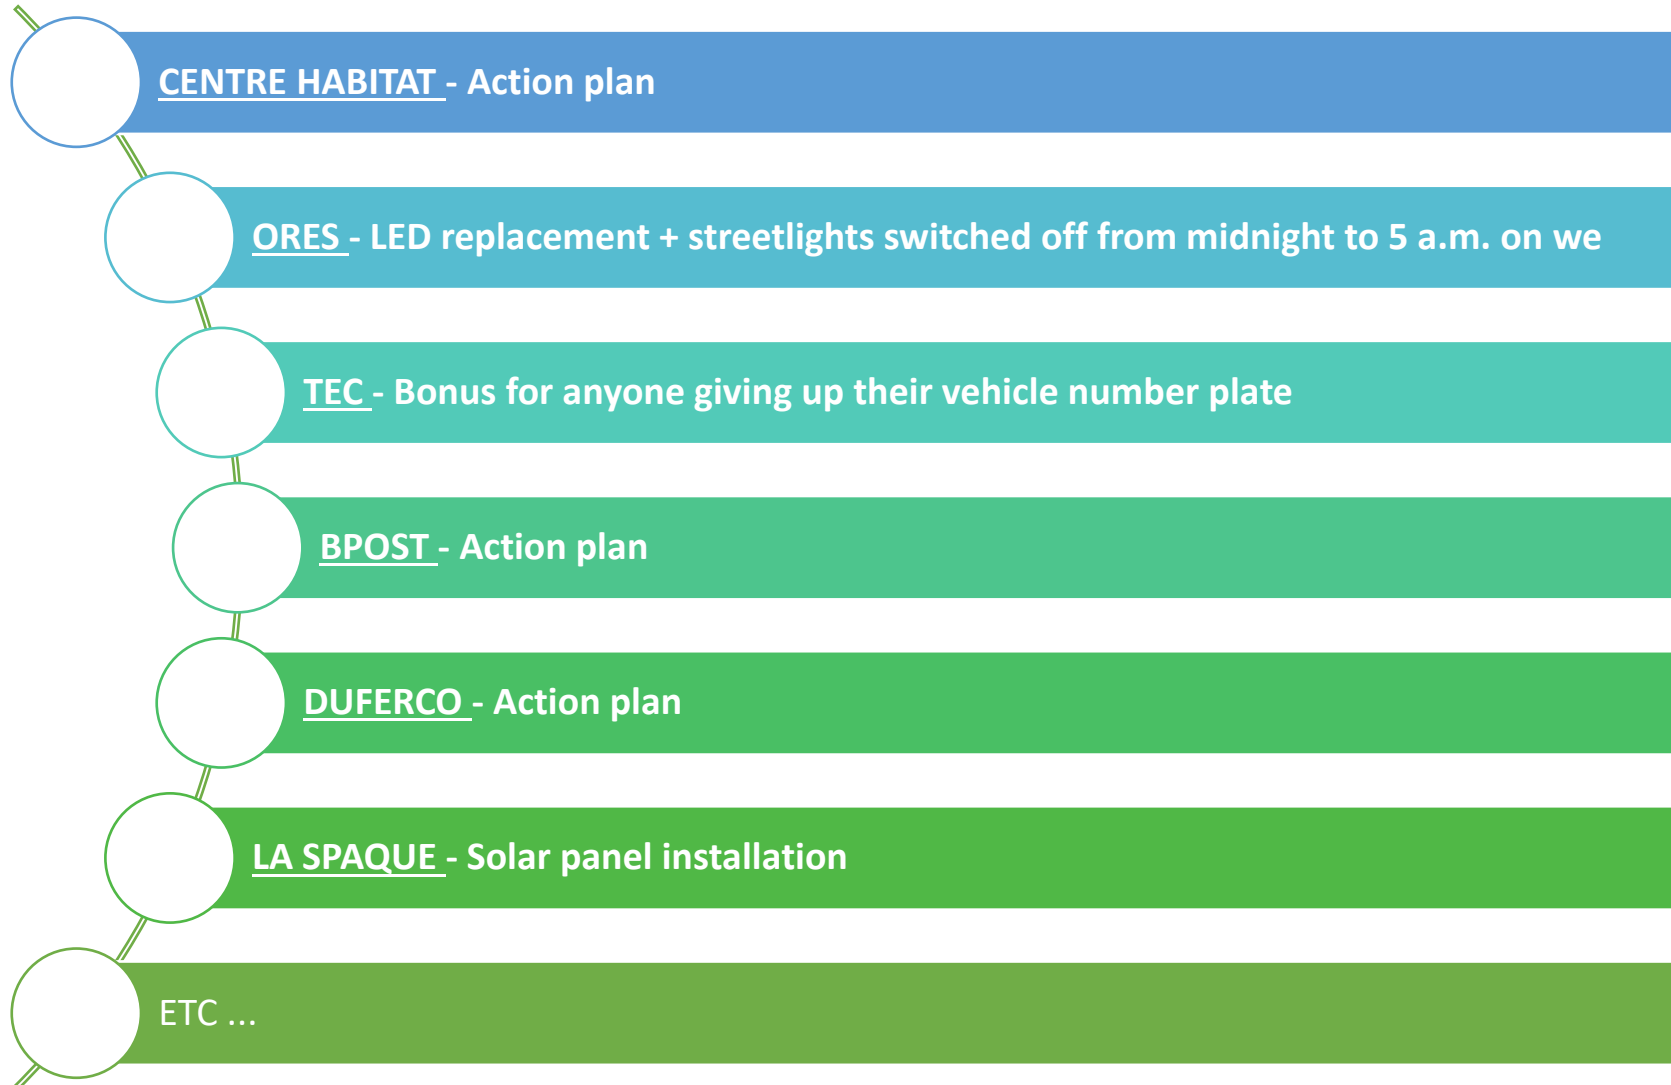 CENTRE HABITAT - Action plan
ORES - LED replacement + streetlights switched off from midnight to 5 a.m. on we
TEC - Bonus for anyone giving up their vehicle number plate
BPOST - Action plan
DUFERCO - Action plan
LA SPAQUE - Solar panel installation
ETC ...